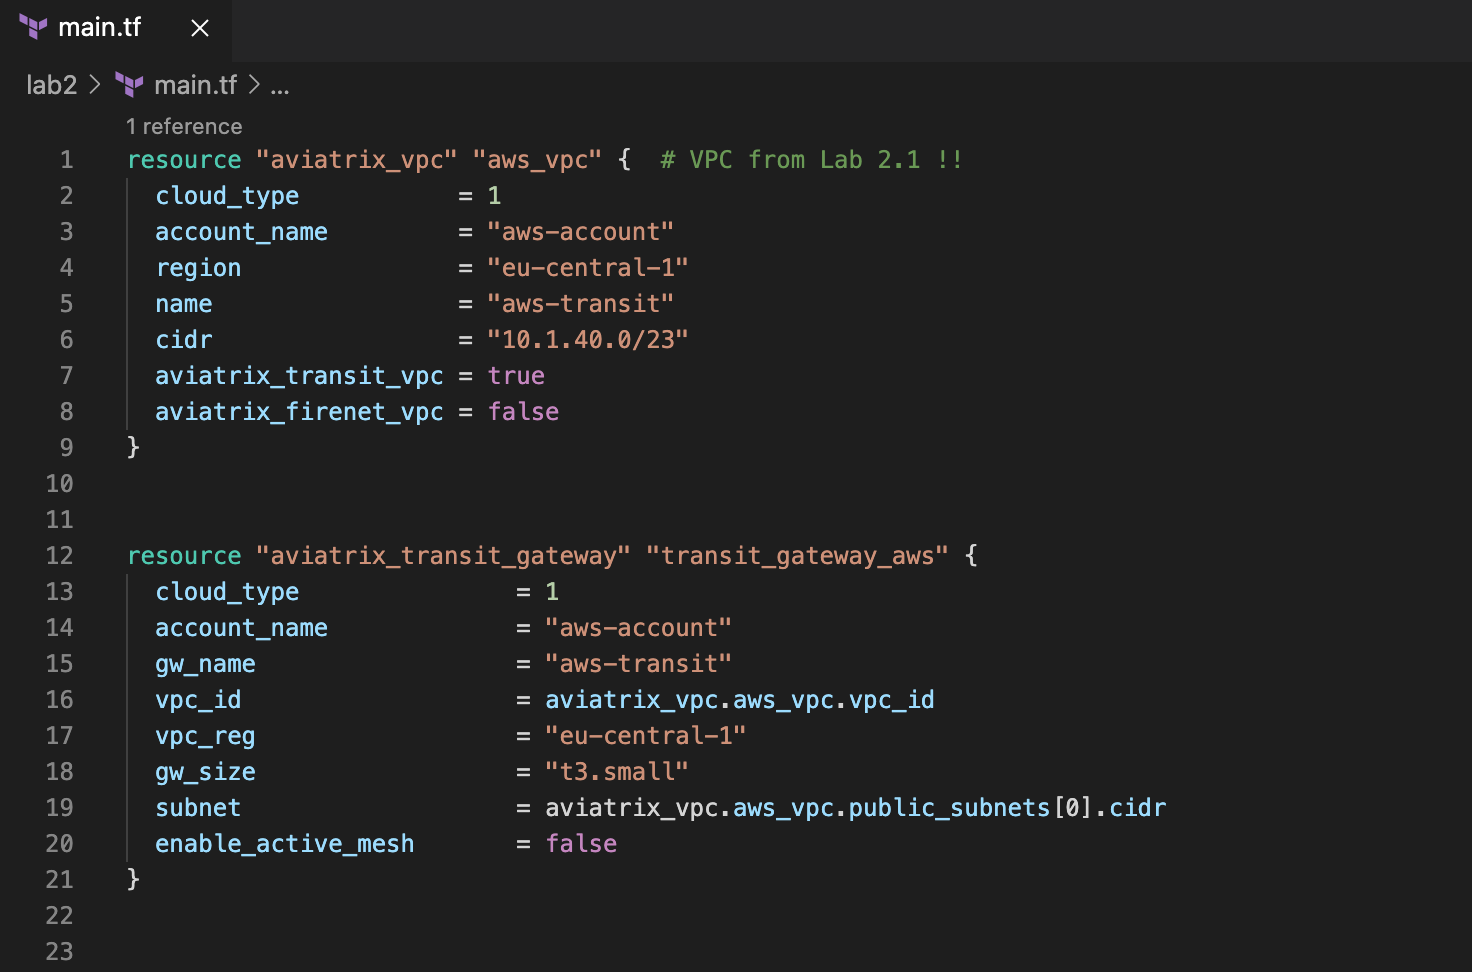 main.tf ×
lab2 > main.tf > ...
1 reference
1 resource "aviatrix_vpc" "aws_vpc" {  # VPC from Lab 2.1 !!
2   cloud_type           = 1
3   account_name         = "aws-account"
4   region               = "eu-central-1"
5   name                 = "aws-transit"
6   cidr                 = "10.1.40.0/23"
7   aviatrix_transit_vpc = true
8   aviatrix_firenet_vpc = false
9 }
10
11
12 resource "aviatrix_transit_gateway" "transit_gateway_aws" {
13   cloud_type               = 1
14   account_name             = "aws-account"
15   gw_name                  = "aws-transit"
16   vpc_id                   = aviatrix_vpc.aws_vpc.vpc_id
17   vpc_reg                  = "eu-central-1"
18   gw_size                  = "t3.small"
19   subnet                   = aviatrix_vpc.aws_vpc.public_subnets[0].cidr
20   enable_active_mesh       = false
21 }
22
23